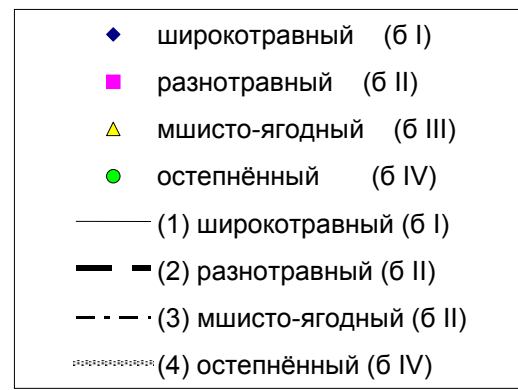 широкотравный (б I)
разнотравный (б II)
мшисто-ягодный (б III)
остепнённый (б IV)
(1) широкотравный (б I)
(2) разнотравный (б II)
(3) мшисто-ягодный (б II)
(4) остепнённый (б IV)